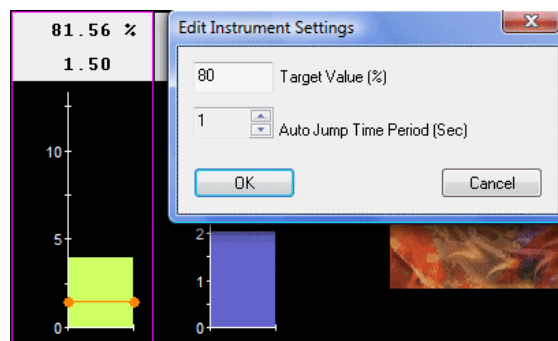 81.56 %
1.50
Edit Instrument Settings
X
80 Target Value (%)
1 Auto Jump Time Period (Sec)
OK Cancel
10
5
0
2
1
0